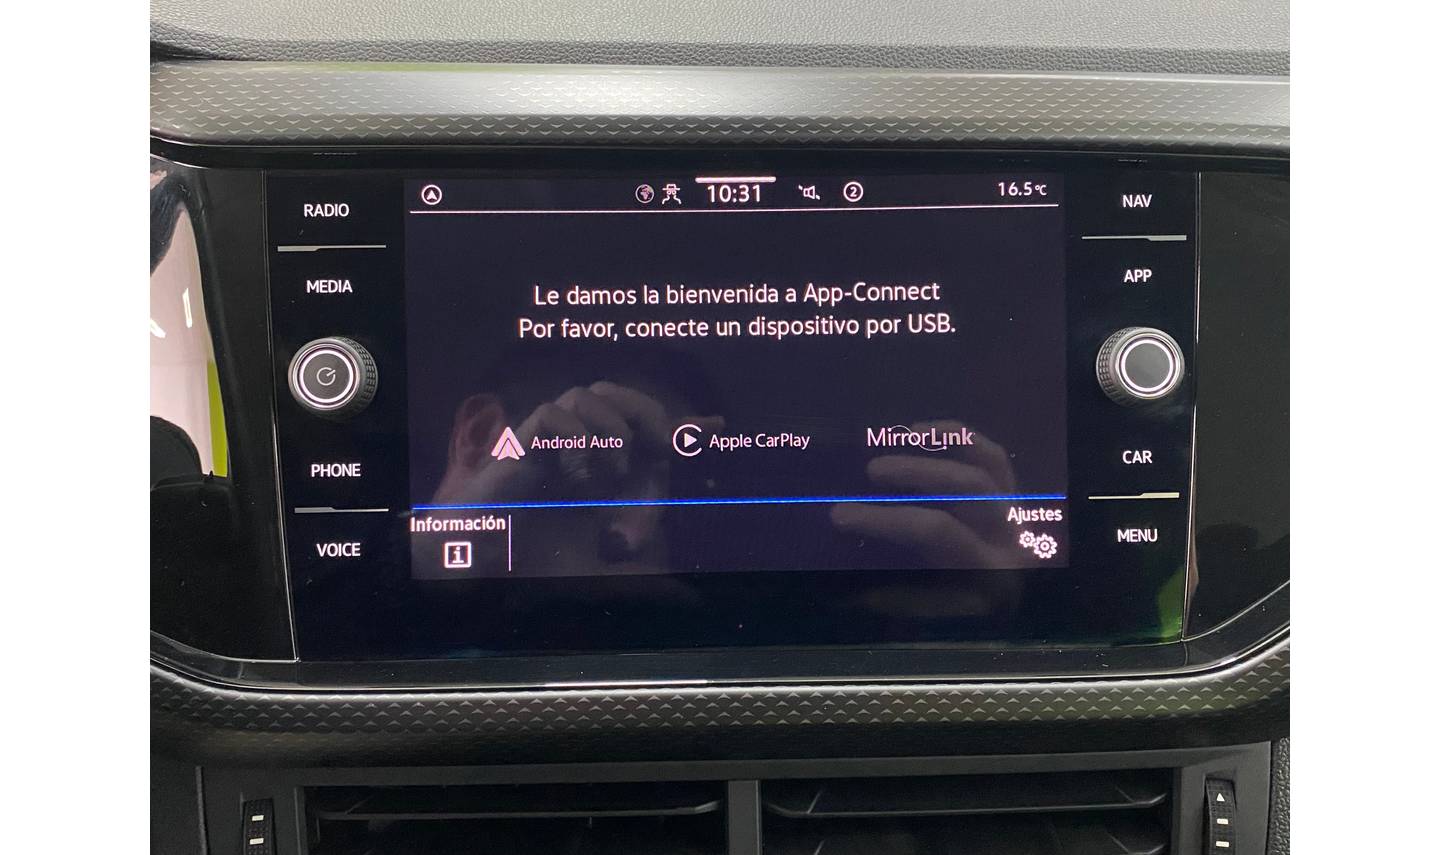 RADIO
MEDIA
PHONE
VOICE
10:31
2
16.5°C
Le damos la bienvenida a App-Connect
Por favor, conecte un dispositivo por USB.
Android Auto
Apple CarPlay
MirrorLink
Información
i
Ajustes
NAV
APP
CAR
MENU